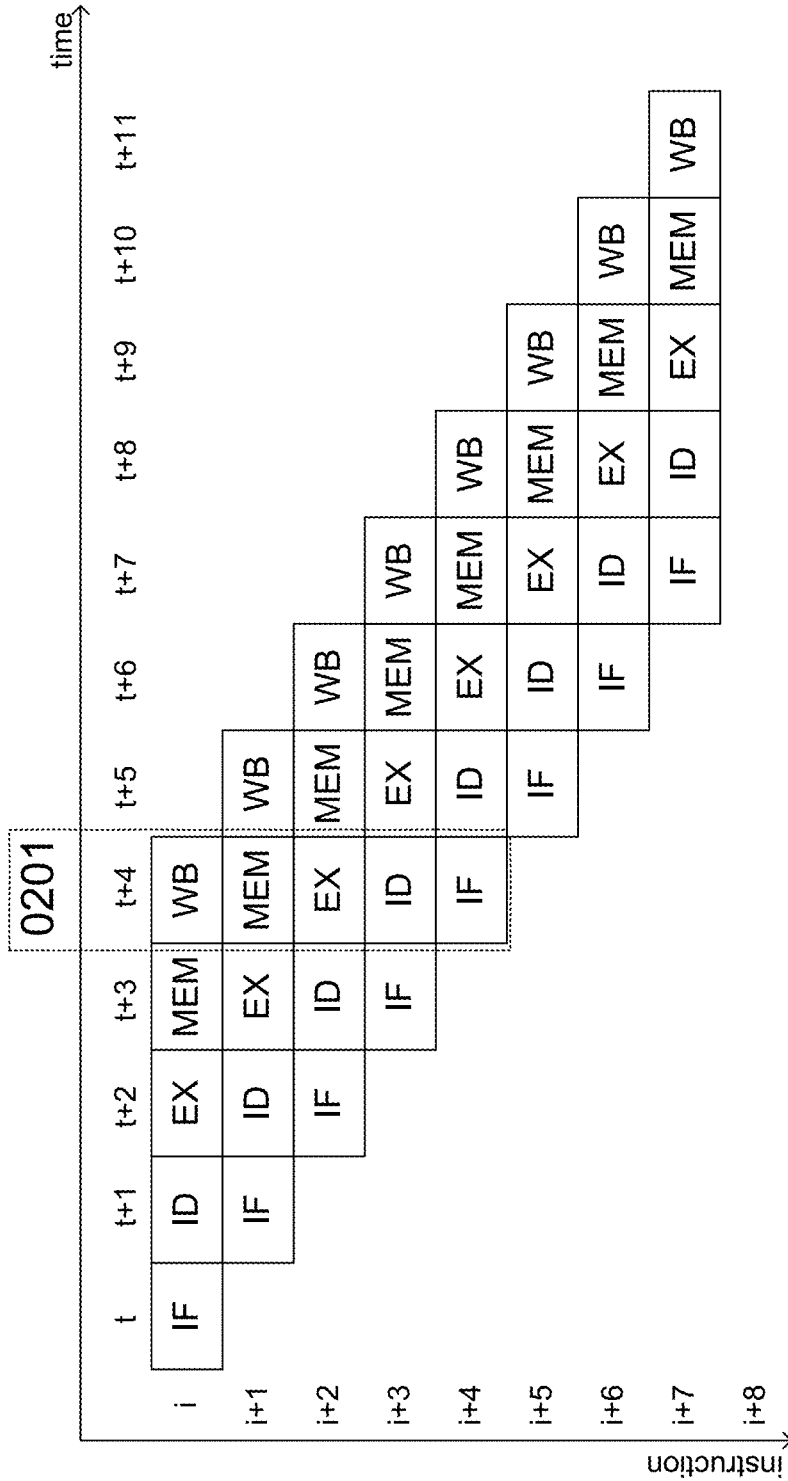 0201
time
t t+1 t+2 t+3 t+4 t+5 t+6 t+7 t+8 t+9 t+10 t+11
i IF ID EX MEM WB
i+1 IF ID EX MEM WB
i+2 IF ID EX MEM WB
i+3 IF ID EX MEM WB
i+4 IF ID EX MEM WB
i+5 IF ID EX MEM WB
i+6 IF ID EX MEM WB
i+7 IF ID EX MEM WB
i+8
instruction